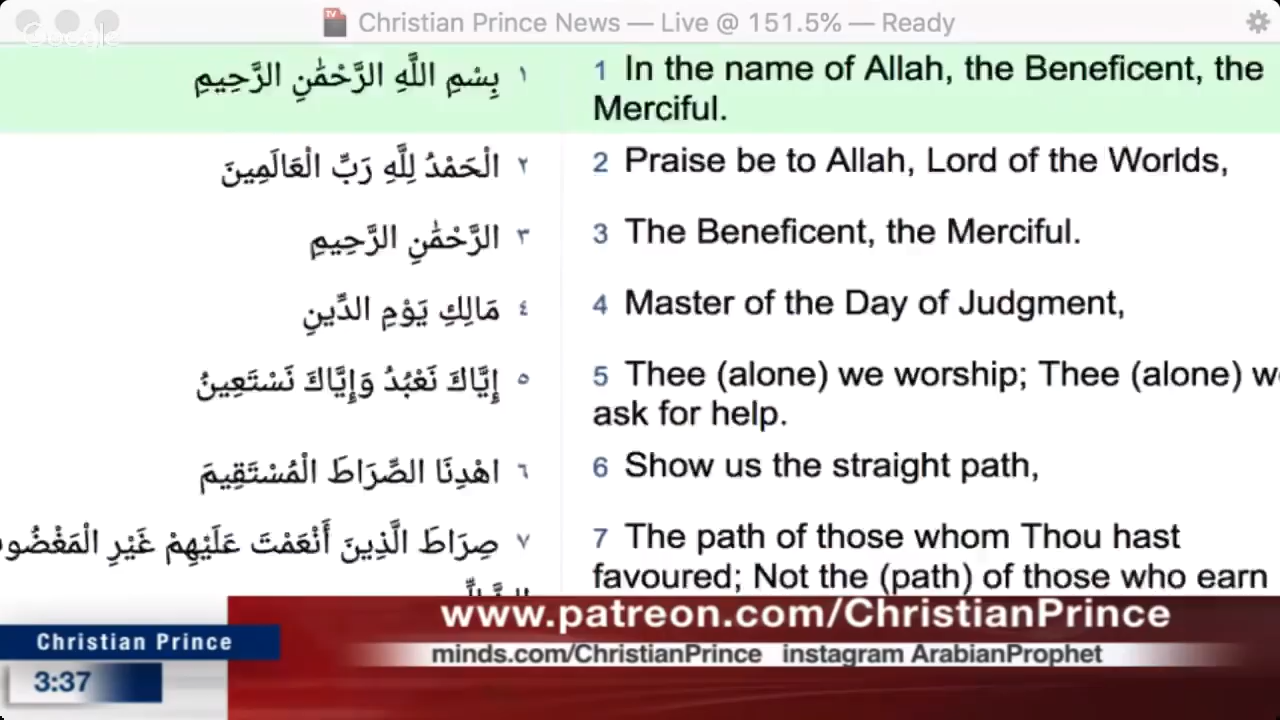 Christian Prince News — Live @ 151.5% — Ready
Google
١ بِسْمِ اللَّهِ الرَّحْمَٰنِ الرَّحِيمِ
1 In the name of Allah, the Beneficent, the
Merciful.
٢ الْحَمْدُ لِلَّهِ رَبِّ الْعَالَمِينَ
2 Praise be to Allah, Lord of the Worlds,
٣ الرَّحْمَٰنِ الرَّحِيمِ
3 The Beneficent, the Merciful.
٤ مَالِكِ يَوْمِ الدِّينِ
4 Master of the Day of Judgment,
٥ إِيَّاكَ نَعْبُدُ وَإِيَّاكَ نَسْتَعِينُ
5 Thee (alone) we worship; Thee (alone) we
ask for help.
٦ اهْدِنَا الصِّرَاطَ الْمُسْتَقِيمَ
6 Show us the straight path,
٧ صِرَاطَ الَّذِينَ أَنْعَمْتَ عَلَيْهِمْ غَيْرِ
7 The path of those whom Thou hast
favoured; Not the (path) of those who earn
www.patreon.com/ChristianPrince
Christian Prince
minds.com/ChristianPrince instagram ArabianProphet
3:37